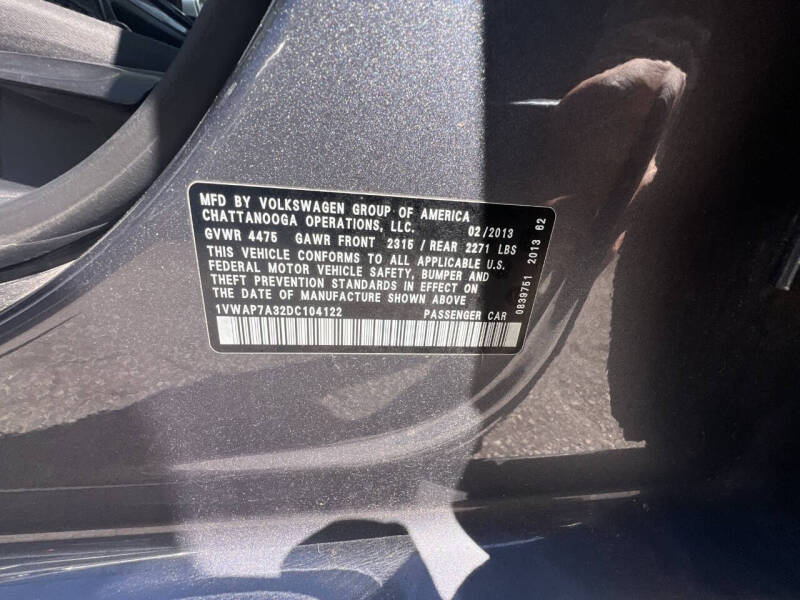 MFD BY VOLKSWAGEN GROUP OF AMERICA
CHATTANOOGA OPERATIONS, LLC. 02/2013
GVWR 4475 GAWR FRONT 2315 / REAR 2271 LBS
THIS VEHICLE CONFORMS TO ALL APPLICABLE U.S.
FEDERAL MOTOR VEHICLE SAFETY, BUMPER AND
THEFT PREVENTION STANDARDS IN EFFECT ON
THE DATE OF MANUFACTURE SHOWN ABOVE
1VWAP7A32DC104122 PASSENGER CAR
0839751 2013 62